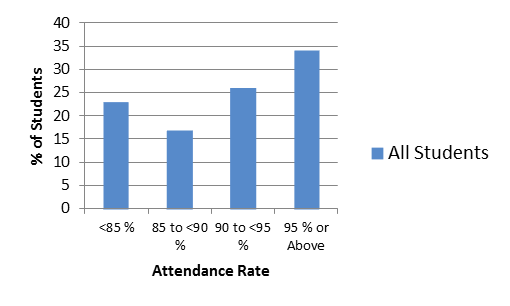 40
35
30
25
20
15
10
5
0
% of Students
<85 %
85 to <90
%
90 to <95
%
95 % or
Above
Attendance Rate
All Students